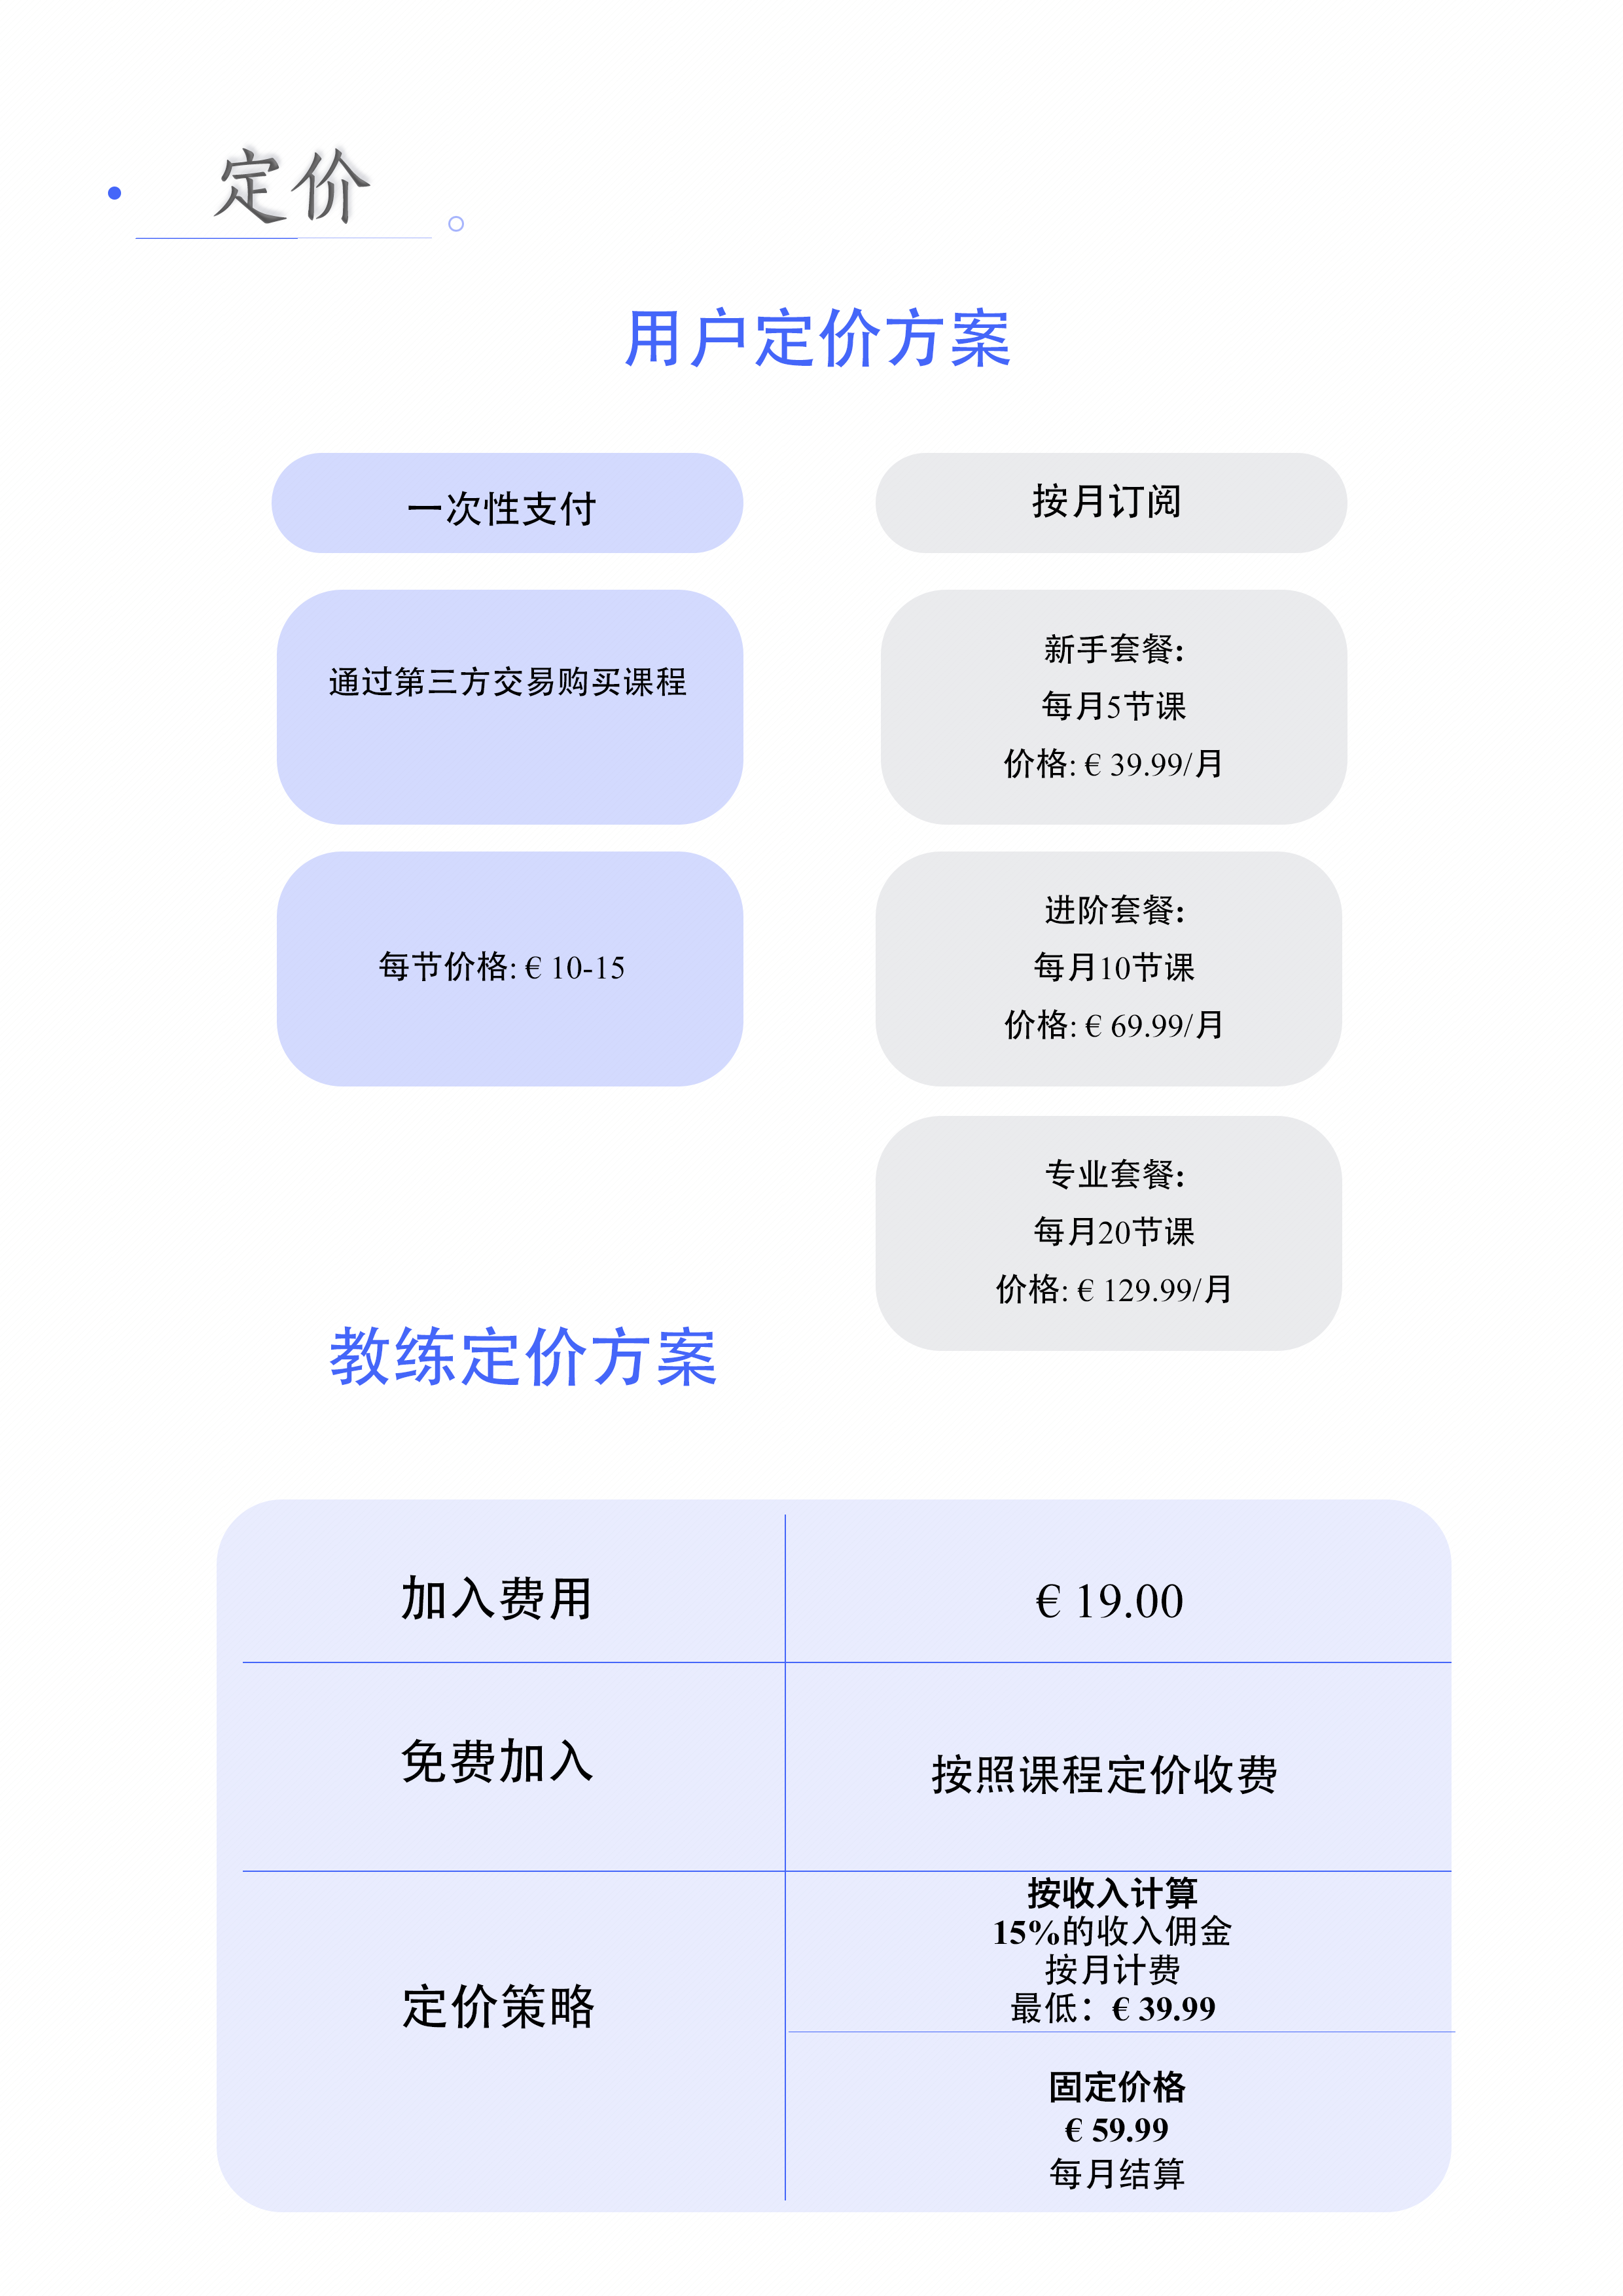 定价
用户定价方案
一次性支付
通过第三方交易购买课程
每节价格: € 10-15
按月订阅
新手套餐:
每月5节课
价格: € 39.99/月
进阶套餐:
每月10节课
价格: € 69.99/月
专业套餐:
每月20节课
价格: € 129.99/月
教练定价方案
加入费用
€ 19.00
免费加入
按照课程定价收费
定价策略
按收入计算
15%的收入佣金
按月计费
最低：€ 39.99
固定价格
€ 59.99
每月结算